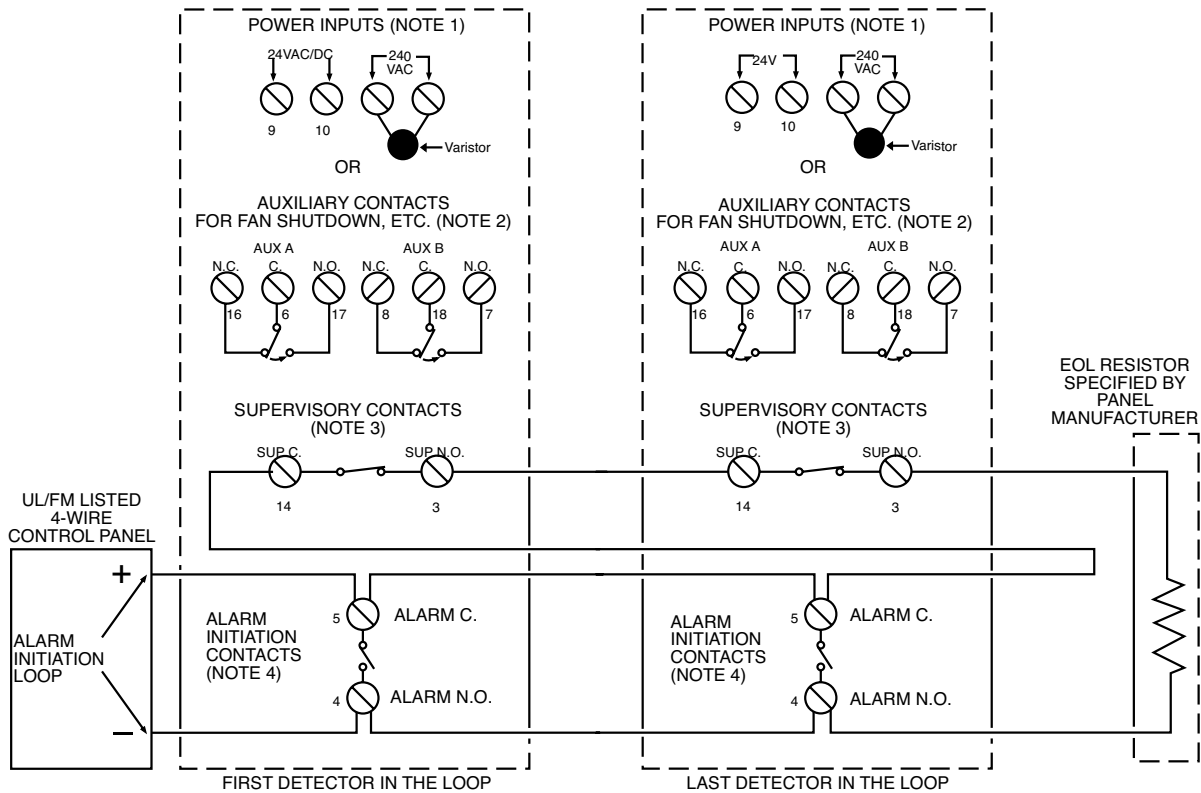 POWER INPUTS (NOTE 1)
24VAC/DC
240
VAC
9
10
Varistor
OR
AUXILIARY CONTACTS
FOR FAN SHUTDOWN, ETC. (NOTE 2)
AUX A
AUX B
N.C.
C.
N.O.
N.C.
C.
N.O.
16
6
17
8
18
7
SUPERVISORY CONTACTS
(NOTE 3)
SUP C.
SUP N.O.
14
3
POWER INPUTS (NOTE 1)
24V
240
VAC
9
10
Varistor
OR
AUXILIARY CONTACTS
FOR FAN SHUTDOWN, ETC. (NOTE 2)
AUX A
AUX B
N.C.
C.
N.O.
N.C.
C.
N.O.
16
6
17
8
18
7
SUPERVISORY CONTACTS
(NOTE 3)
SUP C.
SUP N.O.
14
3
EOL RESISTOR
SPECIFIED BY
PANEL
MANUFACTURER
UL/FM LISTED
4-WIRE
CONTROL PANEL
+
ALARM
INITIATION
LOOP
–
ALARM
INITIATION
CONTACTS
(NOTE 4)
5
ALARM C.
4
ALARM N.O.
FIRST DETECTOR IN THE LOOP
ALARM
INITIATION
CONTACTS
(NOTE 4)
5
ALARM C.
4
ALARM N.O.
LAST DETECTOR IN THE LOOP